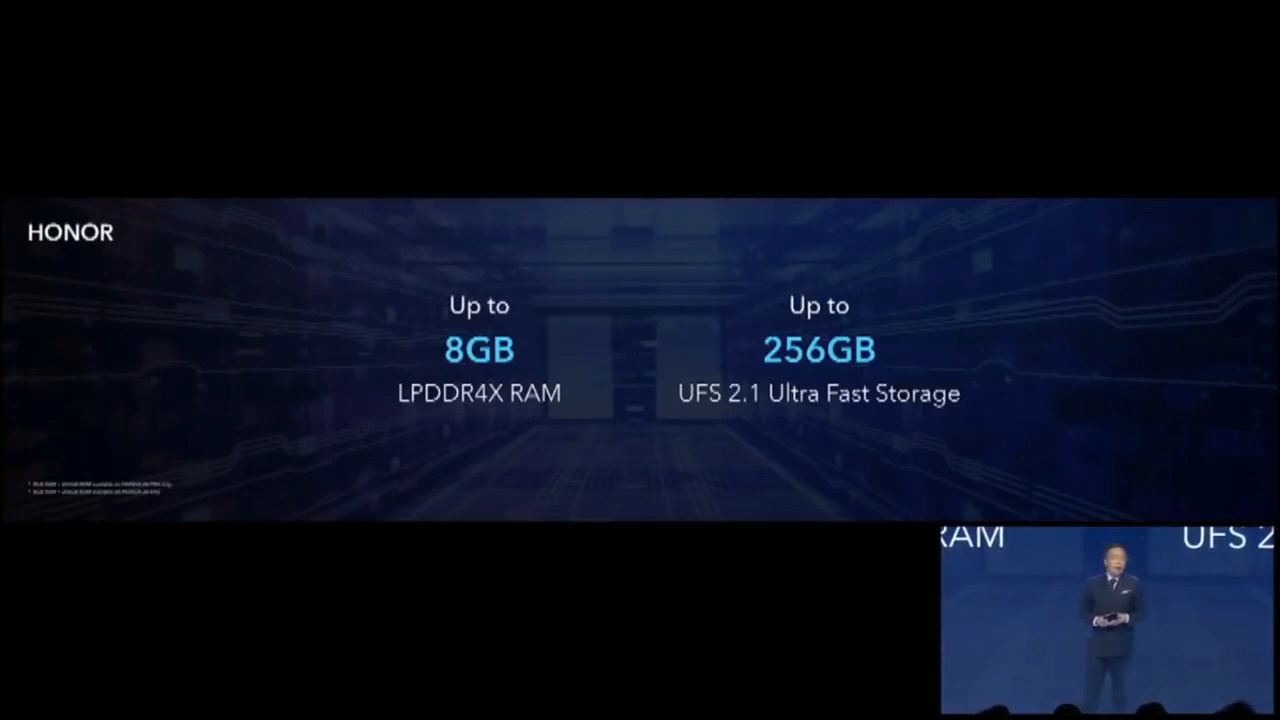 HONOR
Up to
8GB
LPDDR4X RAM
Up to
256GB
UFS 2.1 Ultra Fast Storage
RAM
UFS 2